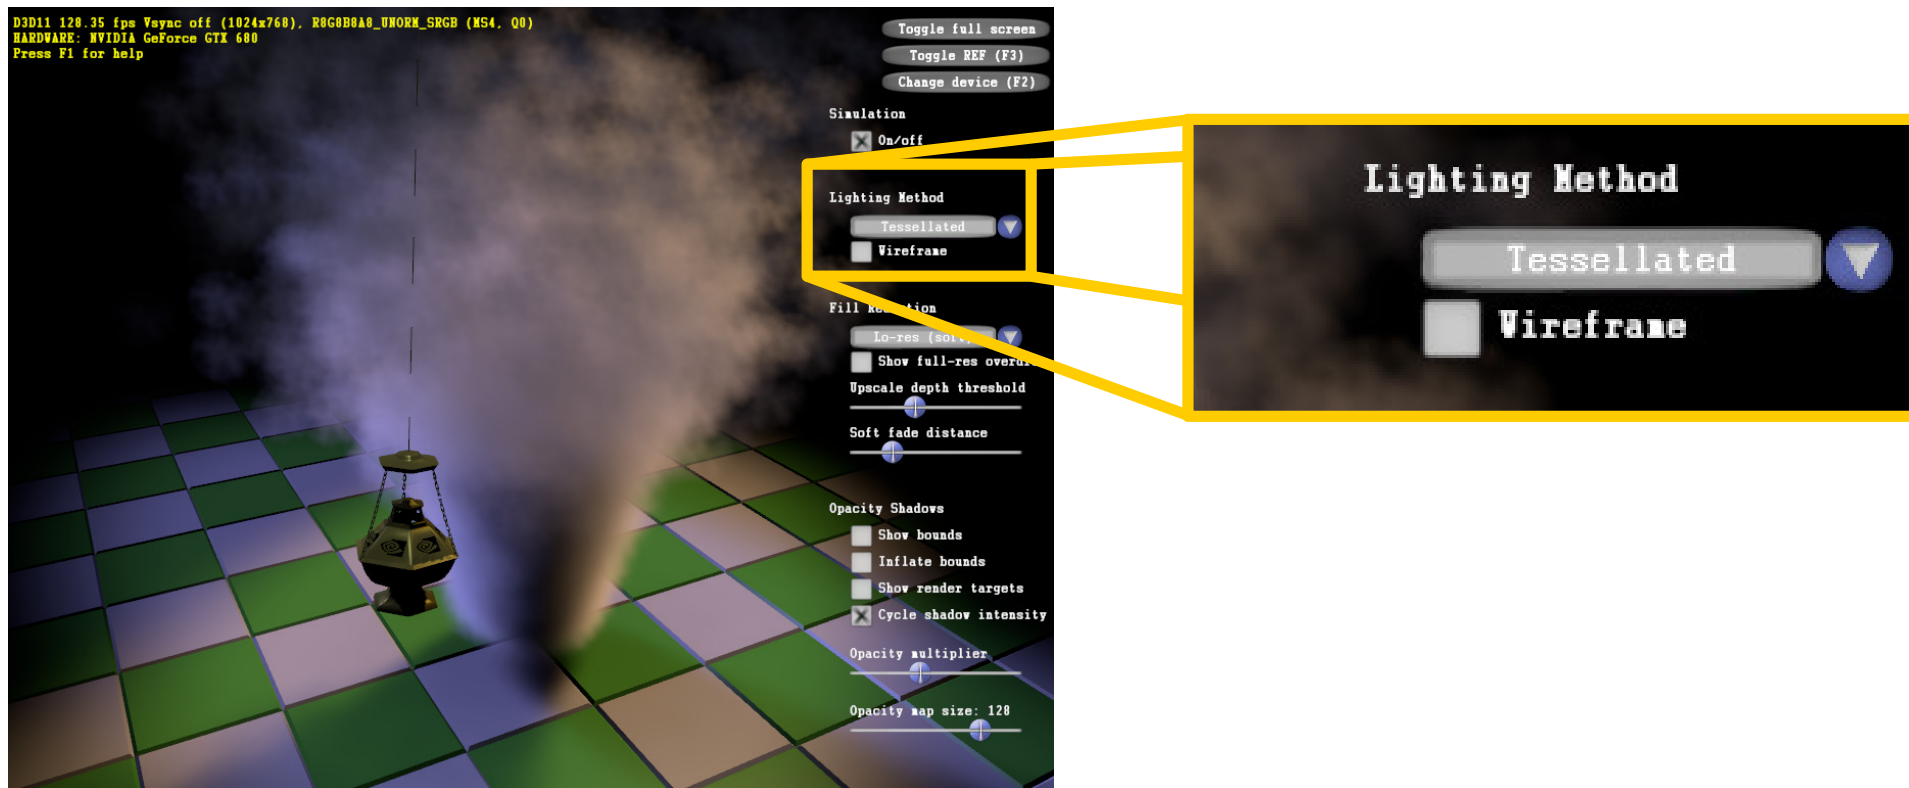 D3D11 128.35 fps Vsync off (1024x768), R8G8B8A8_UNORM_SRGB (MS4, Q0)
HARDWARE: NVIDIA GeForce GTX 680
Press F1 for help
Toggle full screen
Toggle REF (F3)
Change device (F2)
Simulation
On/off
Lighting Method
Tessellated
Wireframe
Fill
Lo-res
Show full-res
Upscale depth threshold
Soft fade distance
Opacity Shadows
Show bounds
Inflate bounds
Show render targets
Cycle shadow intensity
Opacity multiplier
Opacity map size: 128
Lighting Method
Tessellated
Wireframe